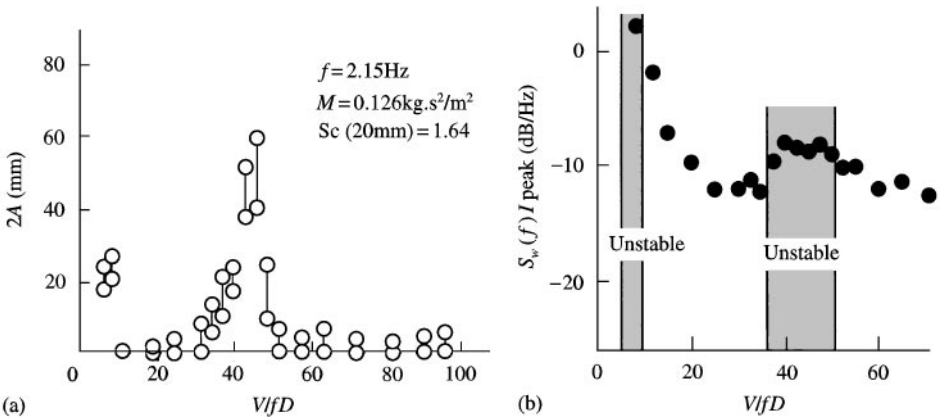 80
60
40
20
0
20
40
60
80
100
2A (mm)
V/fD
f=2.15Hz
M=0.126kg.s²/m²
Sc (20mm)=1.64
(a)
0
−10
−20
0
20
40
60
S_w (f) I peak (dB/Hz)
V/fD
Unstable
Unstable
(b)